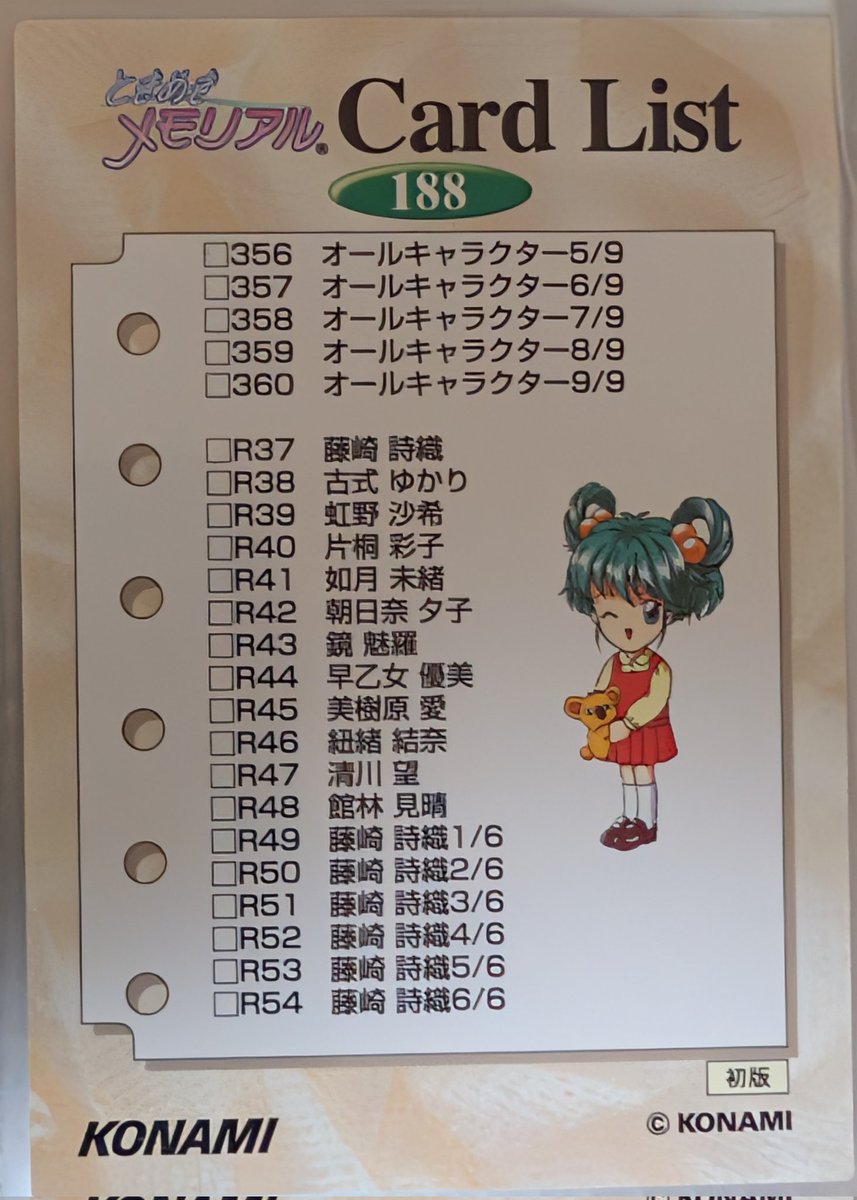 ときめき
メモリアル® Card List
188
□356 オールキャラクター5/9
□357 オールキャラクター6/9
□358 オールキャラクター7/9
□359 オールキャラクター8/9
□360 オールキャラクター9/9
□R37 藤崎 詩織
□R38 古式 ゆかり
□R39 虹野 沙希
□R40 片桐 彩子
□R41 如月 未緒
□R42 朝日奈 夕子
□R43 鏡 魅羅
□R44 早乙女 優美
□R45 美樹原 愛
□R46 紐緒 結奈
□R47 清川 望
□R48 館林 見晴
□R49 藤崎 詩織1/6
□R50 藤崎 詩織2/6
□R51 藤崎 詩織3/6
□R52 藤崎 詩織4/6
□R53 藤崎 詩織5/6
□R54 藤崎 詩織6/6
初版
KONAMI © KONAMI